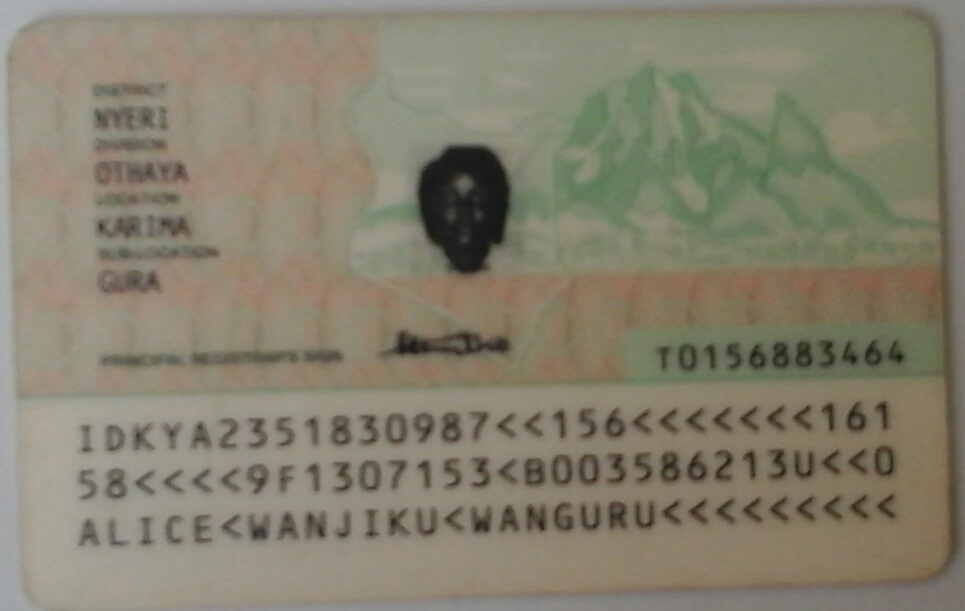 DISTRICT
NYERI
DIVISION
OTHAYA
LOCATION
KARIMA
SUB-LOCATION
GURA
PRINCIPAL REGISTRAR'S SIGN
T0156883464
IDKYA2351830987<<156<<<<<<<161
58<<<<9F1307153<B003586213U<<0
ALICE<WANJIKU<WANGURU<<<<<<<<<